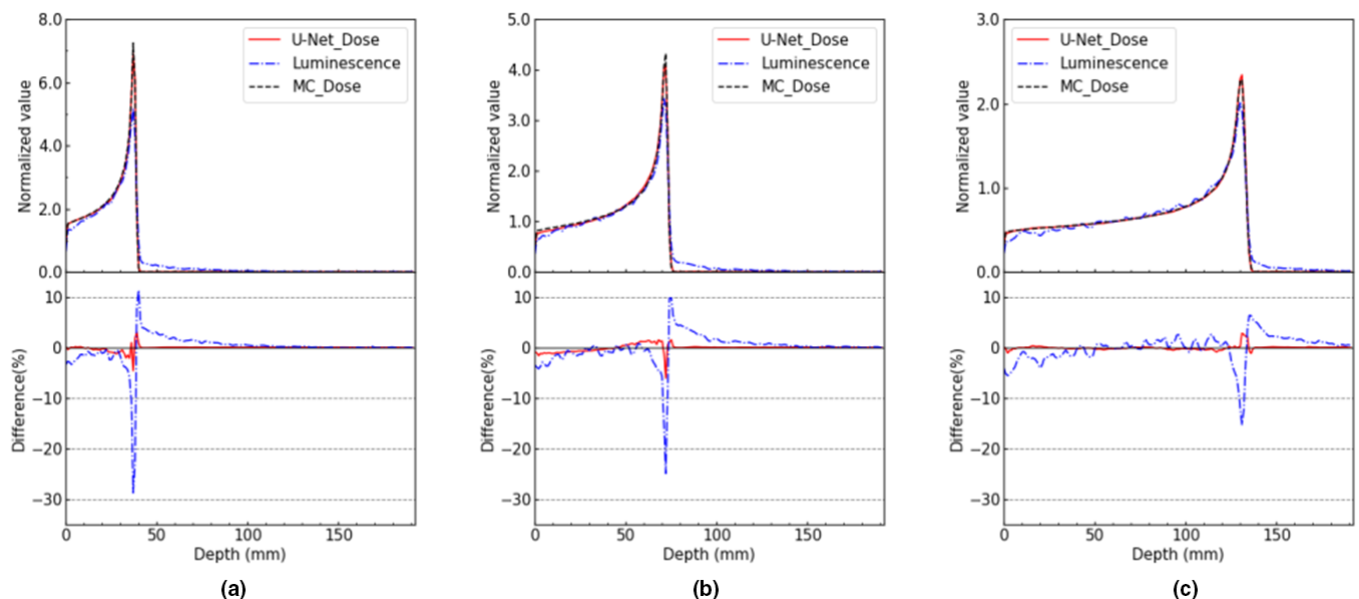 8.0
6.0
4.0
2.0
0.0
Normalized value
U-Net_Dose
Luminescence
MC_Dose
10
0
−10
−20
−30
Difference(%)
0
50
100
150
Depth (mm)
(a)
5.0
4.0
3.0
2.0
1.0
0.0
Normalized value
U-Net_Dose
Luminescence
MC_Dose
10
0
−10
−20
−30
Difference(%)
0
50
100
150
Depth (mm)
(b)
3.0
2.0
1.0
0.0
Normalized value
U-Net_Dose
Luminescence
MC_Dose
10
0
−10
−20
−30
Difference(%)
0
50
100
150
Depth (mm)
(c)